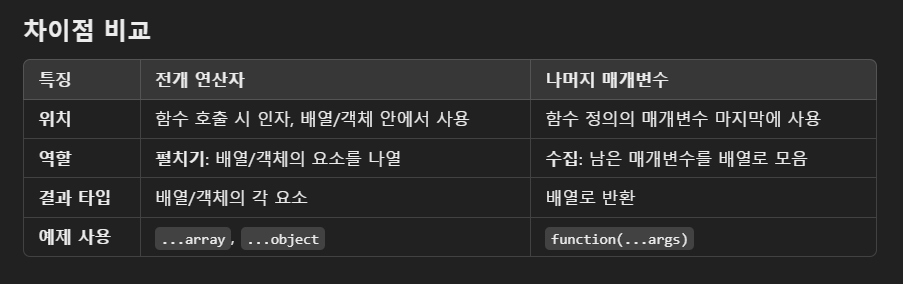 차이점 비교
특징 전개 연산자 나머지 매개변수
위치 함수 호출 시 인자, 배열/객체 안에서 사용 함수 정의의 매개변수 마지막에 사용
역할 펼치기: 배열/객체의 요소를 나열 수집: 남은 매개변수를 배열로 모음
결과 타입 배열/객체의 각 요소 배열로 반환
예제 사용 ...array, ...object function(...args)